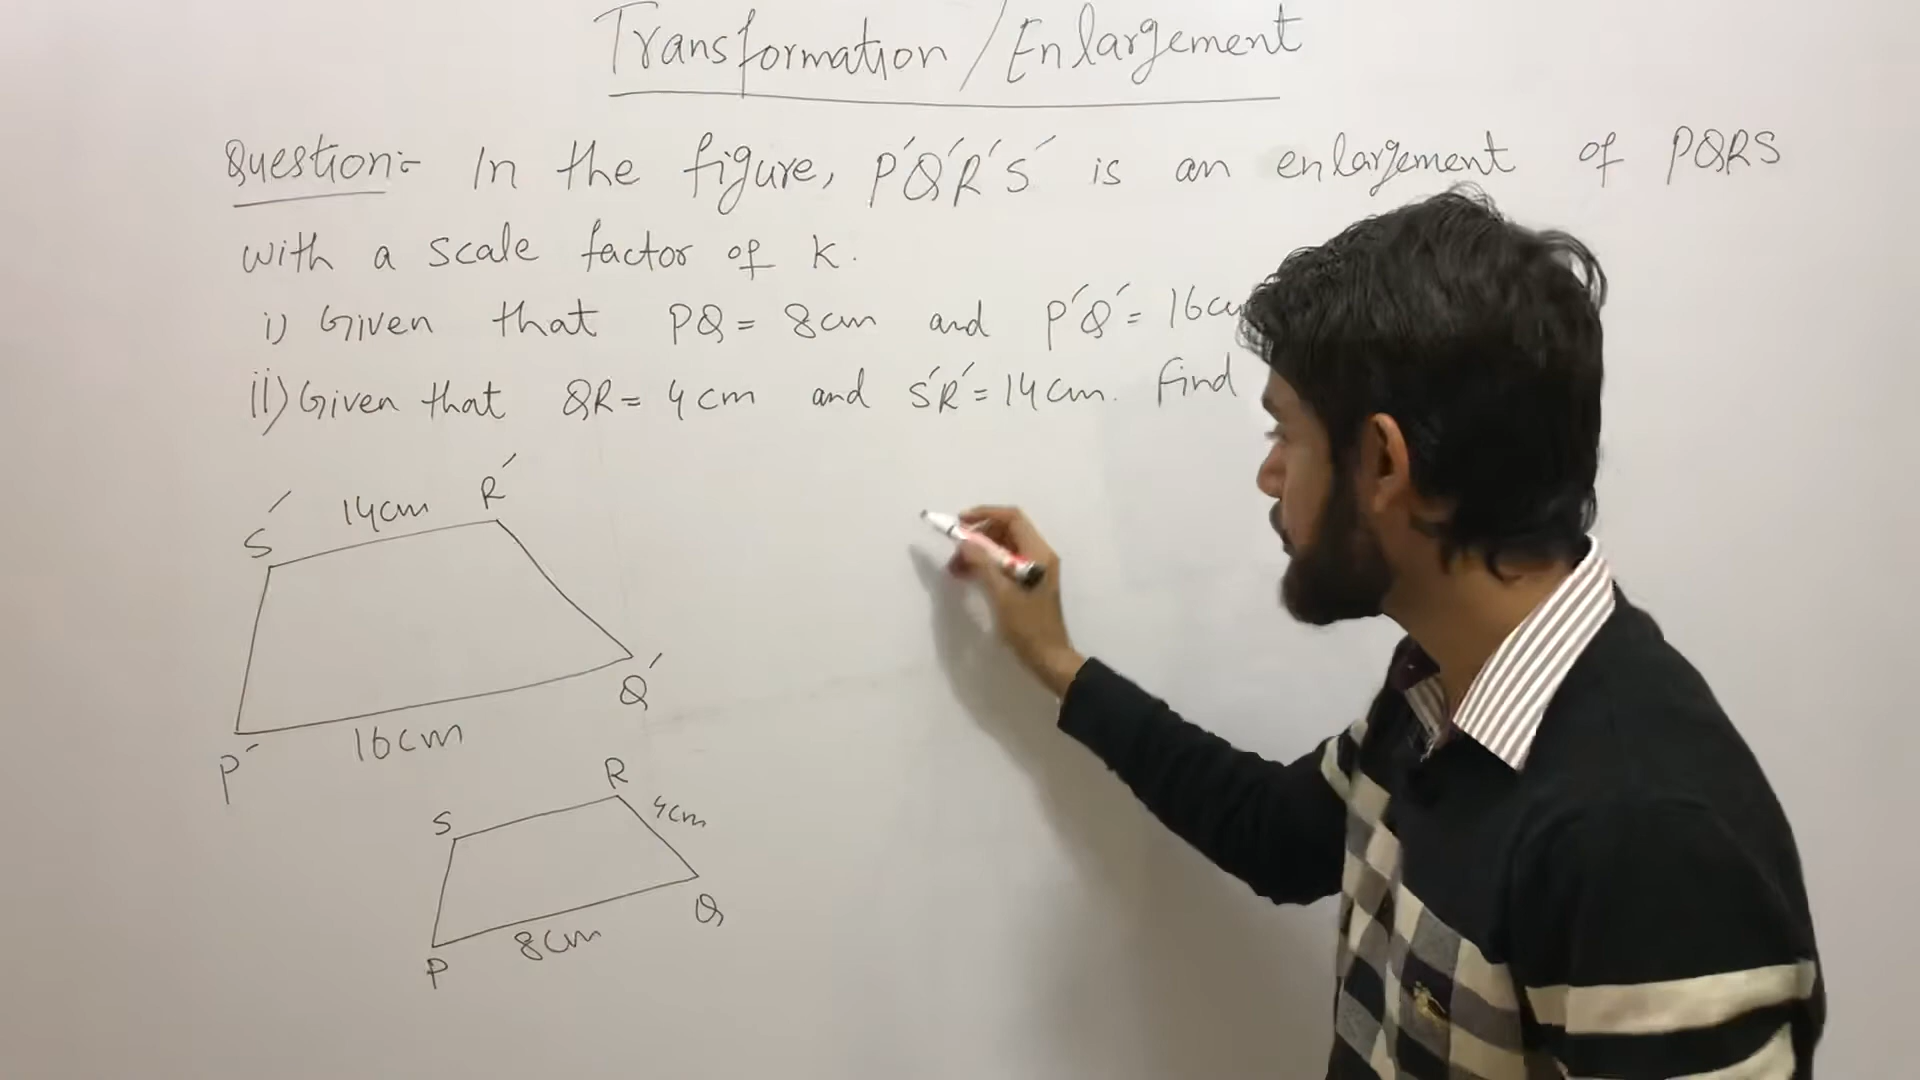 Transformation/Enlargement
Question:- In the figure, P'Q'R'S' is an enlargement of PQRS
with a scale factor of K.
i) Given that PQ = 8cm and P'Q' = 16cm
ii) Given that QR = 4cm and S'R' = 14cm. Find
S' 14cm R'
Q'
P' 16cm
S R 4cm
Q
P 8cm